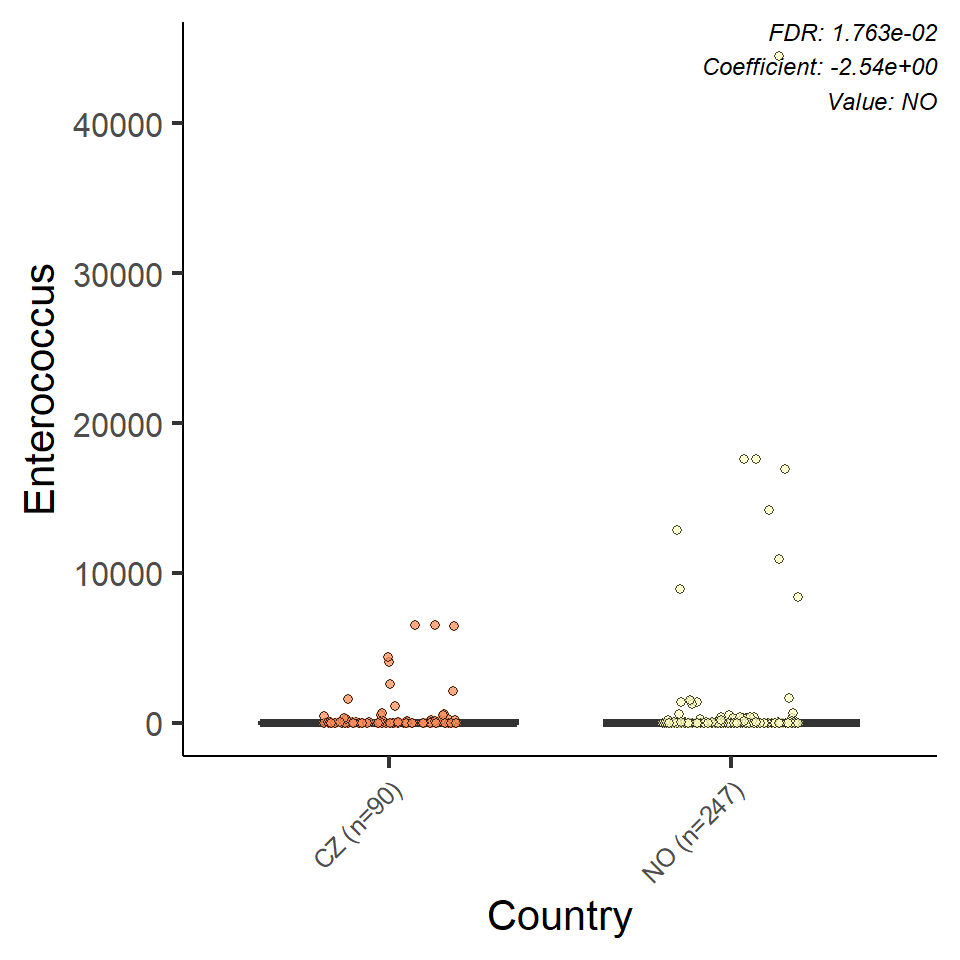 FDR: 1.763e-02
Coefficient: -2.54e+00
Value: NO
40000
30000
20000
10000
0
Enterococcus
CZ (n=90)
NO (n=247)
Country